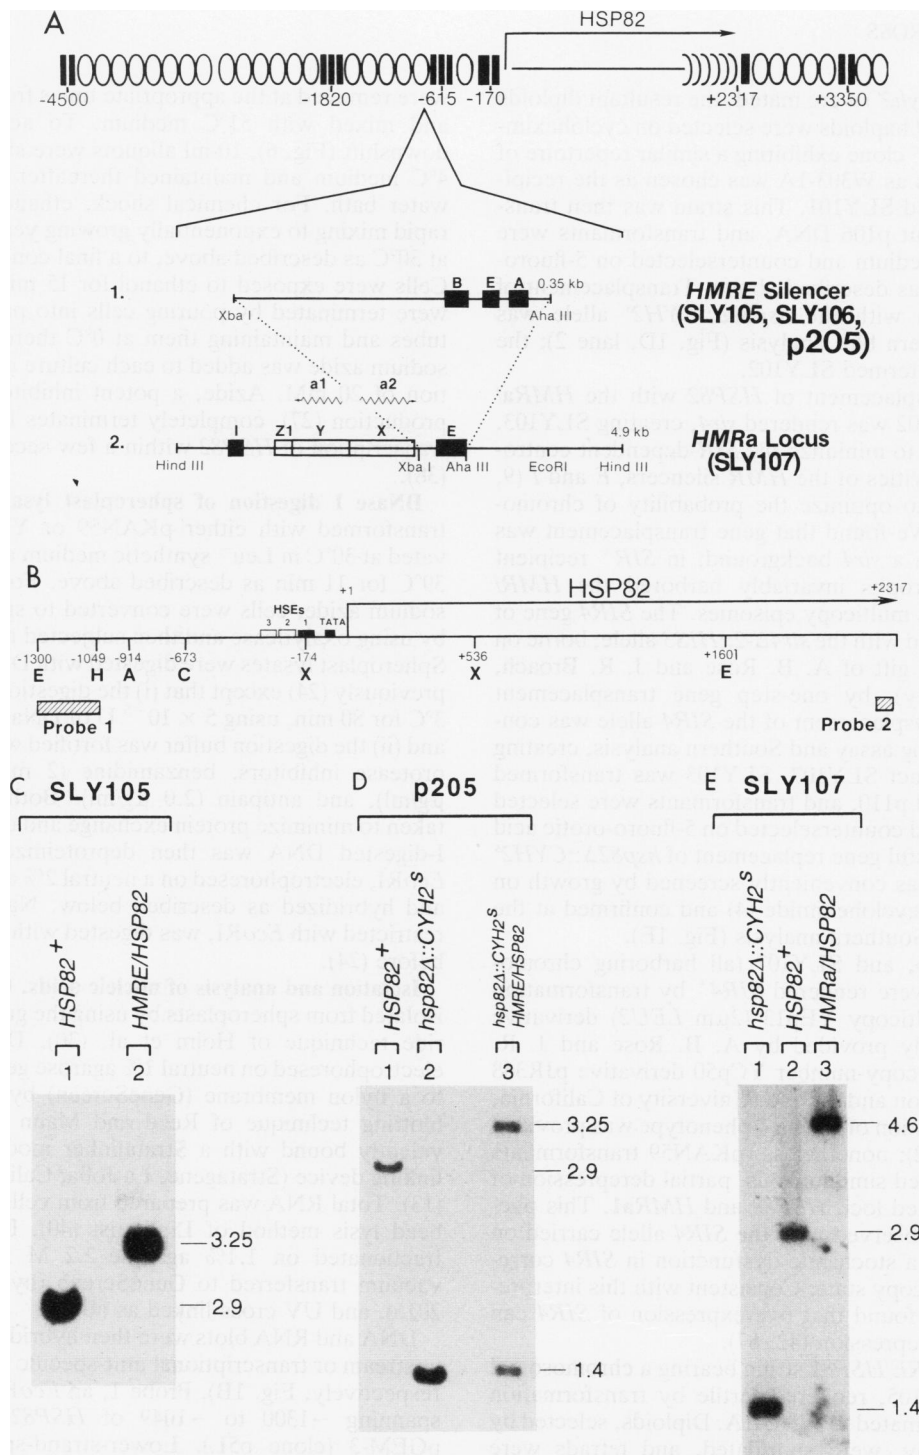 A
HSP82
-4500
-1820
-615
-170
+2317
+3350
1.
B
0.35 kb
Xba I
Aha III
HMRE Silencer
(SLY105, SLY106,
p205)
a1
a2
2.
Z1
X
E
4.9 kb
Hind III
Xba I
Aha III
EcoRI
Hind III
HMRa Locus
(SLY107)
B
HSP82
+2317
HSEs
3 2 1
TATA
+1
-1300
-1049
-914
-673
-174
+536
+1601
E
H
A
C
X
X
E
Probe 1
Probe 2
C
SLY105
D
p205
E
SLY107
HSP82+
HME/HSP82
HSP82+
hsp82Δ::CYH2S
hsp82Δ::CYH2S
HMRE/HSP82
hsp82Δ::CYH2S
HSP82+
HMRa/HSP82
1
2
1
2
3
1
2
3
3.25
2.9
3.25
2.9
1.4
4.6
2.9
1.4